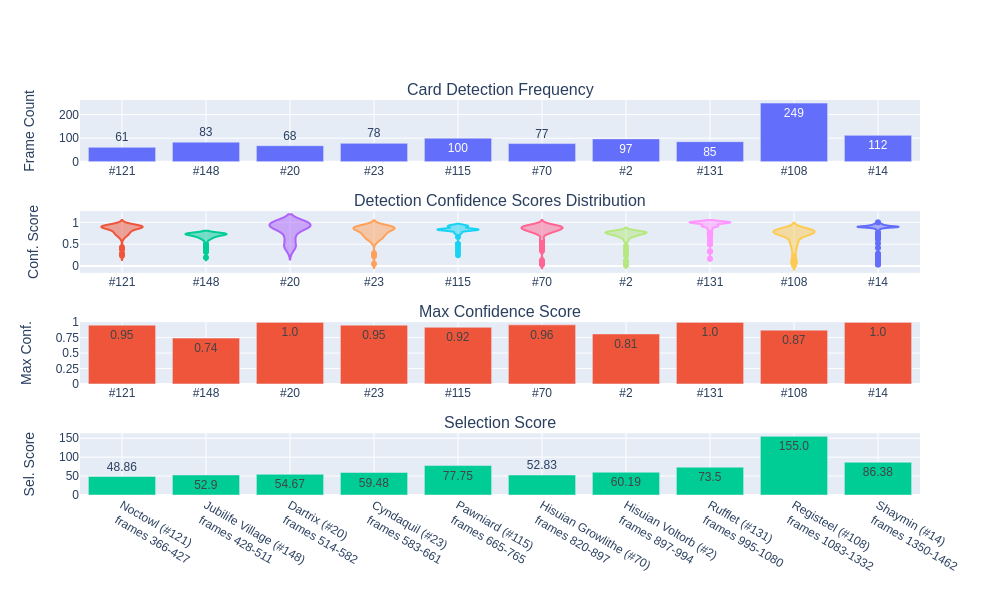 Card Detection Frequency
Frame Count
200
100
0
61
83
68
78
100
77
97
85
249
112
#121
#148
#20
#23
#115
#70
#2
#131
#108
#14
Detection Confidence Scores Distribution
Conf. Score
1
0.5
0
#121
#148
#20
#23
#115
#70
#2
#131
#108
#14
Max Confidence Score
Max Conf.
1
0.75
0.5
0.25
0
0.95
0.74
1.0
0.95
0.92
0.96
0.81
1.0
0.87
1.0
#121
#148
#20
#23
#115
#70
#2
#131
#108
#14
Selection Score
Sel. Score
150
100
50
0
48.86
52.9
54.67
59.48
77.75
52.83
60.19
73.5
155.0
86.38
Noctowl (#121)
frames 366-427
Jubilife Village (#148)
frames 428-511
Dartrix (#20)
frames 514-582
Cyndaquil (#23)
frames 583-661
Pawniard (#115)
frames 665-765
Hisuian Growlithe (#70)
frames 820-897
Hisuian Voltorb (#2)
frames 897-994
Rufflet (#131)
frames 995-1080
Registeel (#108)
frames 1083-1332
Shaymin (#14)
frames 1350-1462